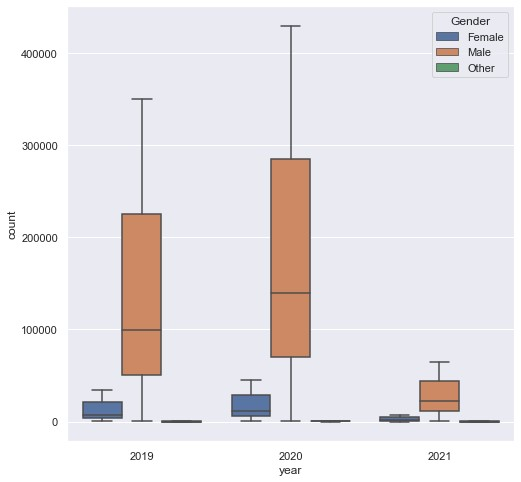 Gender
Female
Male
Other
400000
300000
200000
100000
0
count
2019 2020 2021
year